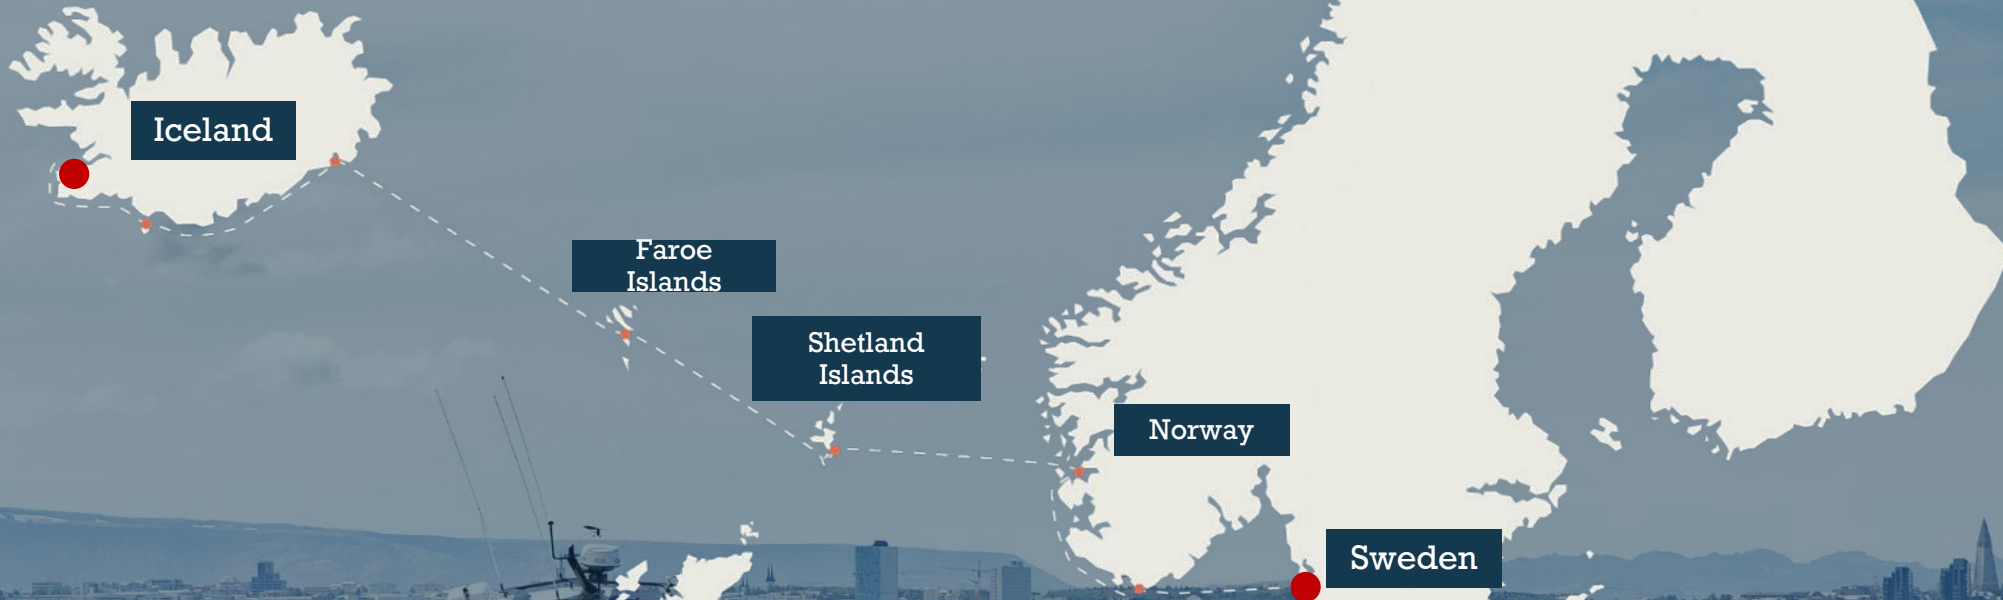 Iceland
Faroe
Islands
Shetland
Islands
Norway
Sweden